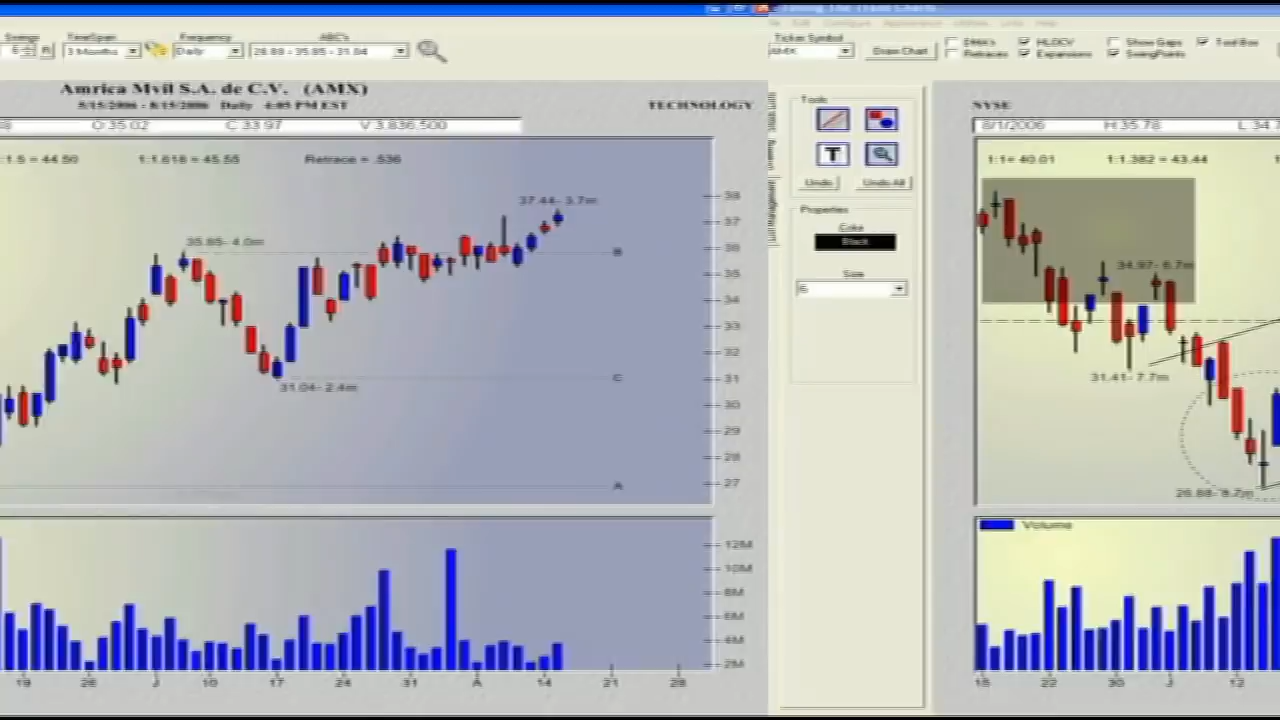 Swings
TimeSpan
Frequency
ABC's
6
R
3 Months
Daily
26.88 - 35.85 - 31.04
Amrica Mvil S.A. de C.V. (AMX)
5/15/2006 - 8/15/2006 Daily 4:05 PM EST
TECHNOLOGY
O:35.02
C:33.97
V:3,836,500
1:1.618 = 45.55
Retrace = .536
37.44- 3.7m
35.85- 4.0m
31.04- 2.4m
B
C
A
38
37
36
35
34
33
32
31
30
29
28
27
12M
10M
8M
6M
4M
2M
19
26
J
10
17
24
31
A
14
21
28
Ticker Symbol
AMX
Draw Chart
DMA's
HLOCV
Show Gaps
Tool Box
Retraces
Expansions
SwingPoints
Tools
T
Undo
Undo All
Properties
Color
Black
Size
6
NYSE
8/1/2006
H:35.78
1:1= 40.01
1:1.382 = 43.44
34.97- 6.7m
31.41- 7.7m
26.88- 8.7m
Volume
15
22
30
J
12